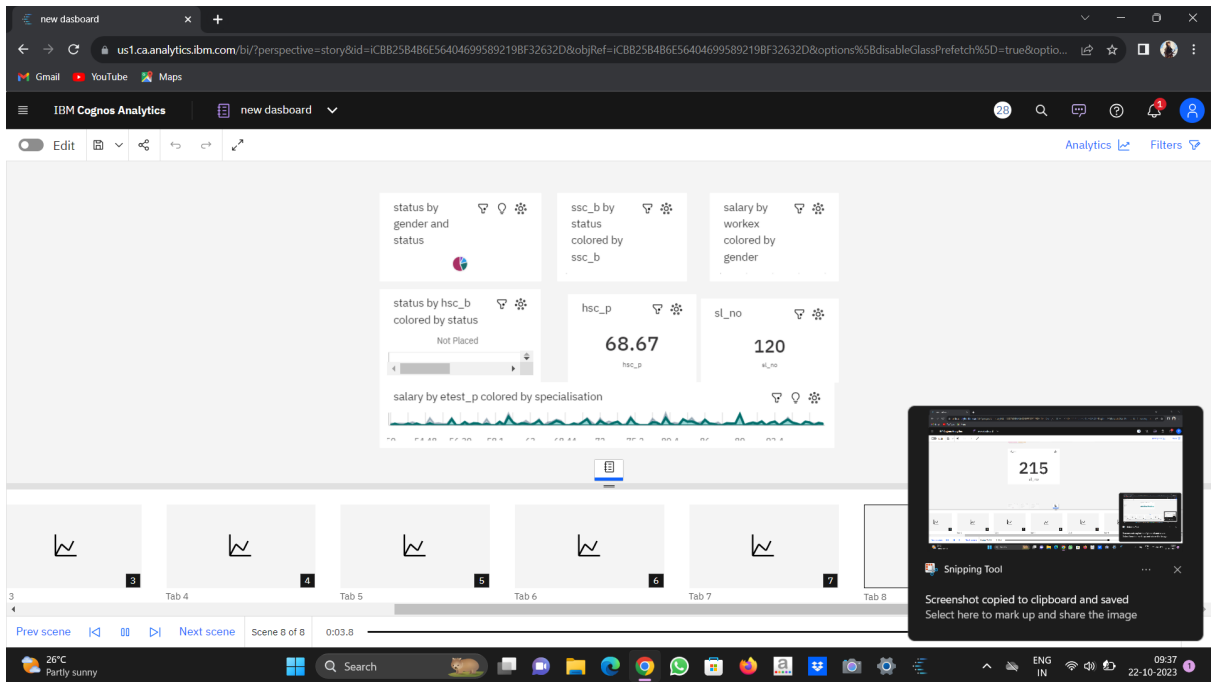 new dasboard
us1.ca.analytics.ibm.com/bi/?perspective=story&id=iCBB25B4B6E56404699589219BF32632D&objRef=iCBB25B4B6E56404699589219BF32632D&options%5BdisableGlassPrefetch%5D=true&optio...
Gmail YouTube Maps
IBM Cognos Analytics new dasboard 28 1
Edit Analytics Filters
status by
gender and
status
ssc_b by
status
colored by
ssc_b
salary by
workex
colored by
gender
status by hsc_b
colored by status
Not Placed
hsc_p
68.67
hsc_p
sl_no
120
sl_no
salary by etest_p colored by specialisation
215
sl_no
3 4 5 6 7
3 Tab 4 Tab 5 Tab 6 Tab 7 Tab 8
Snipping Tool
Screenshot copied to clipboard and saved
Select here to mark up and share the image
Prev scene Next scene Scene 8 of 8 0:03.8
26°C
Partly sunny
Search
ENG
IN
09:37
22-10-2023
1